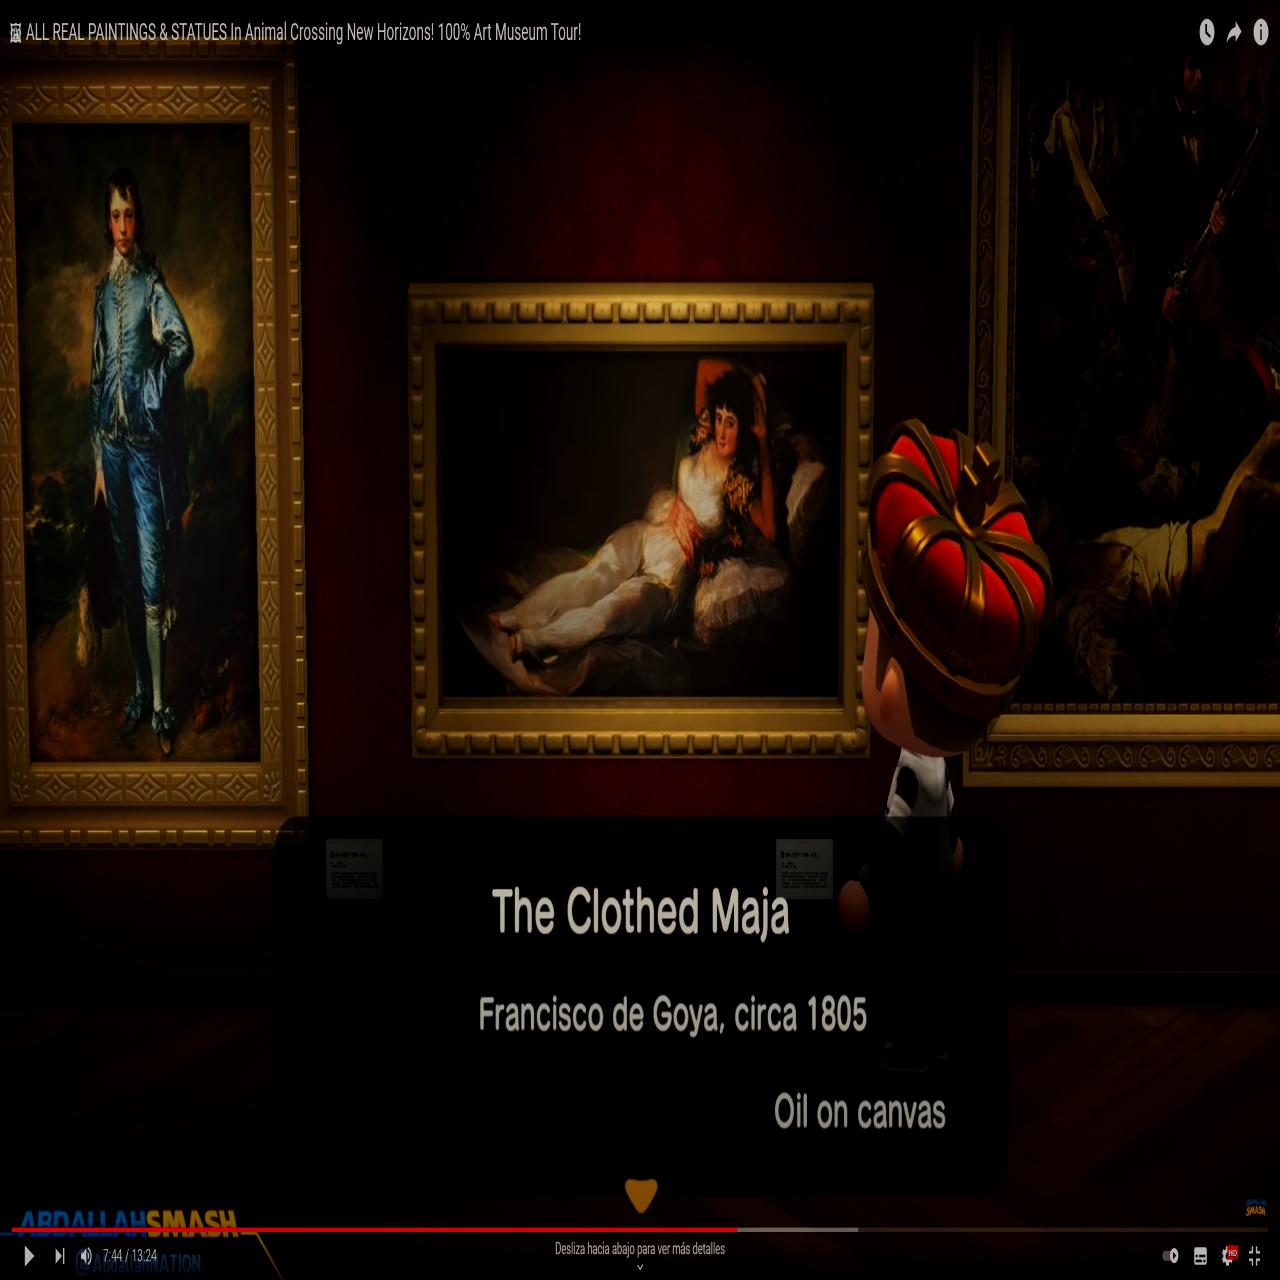 ALL REAL PAINTINGS & STATUES In Animal Crossing New Horizons! 100% Art Museum Tour!
The Clothed Maja
Francisco de Goya, circa 1805
Oil on canvas
ABDALLAHSMASH
@AbdallahNATION
7:44 / 13:24
Desliza hacia abajo para ver más detalles
HD